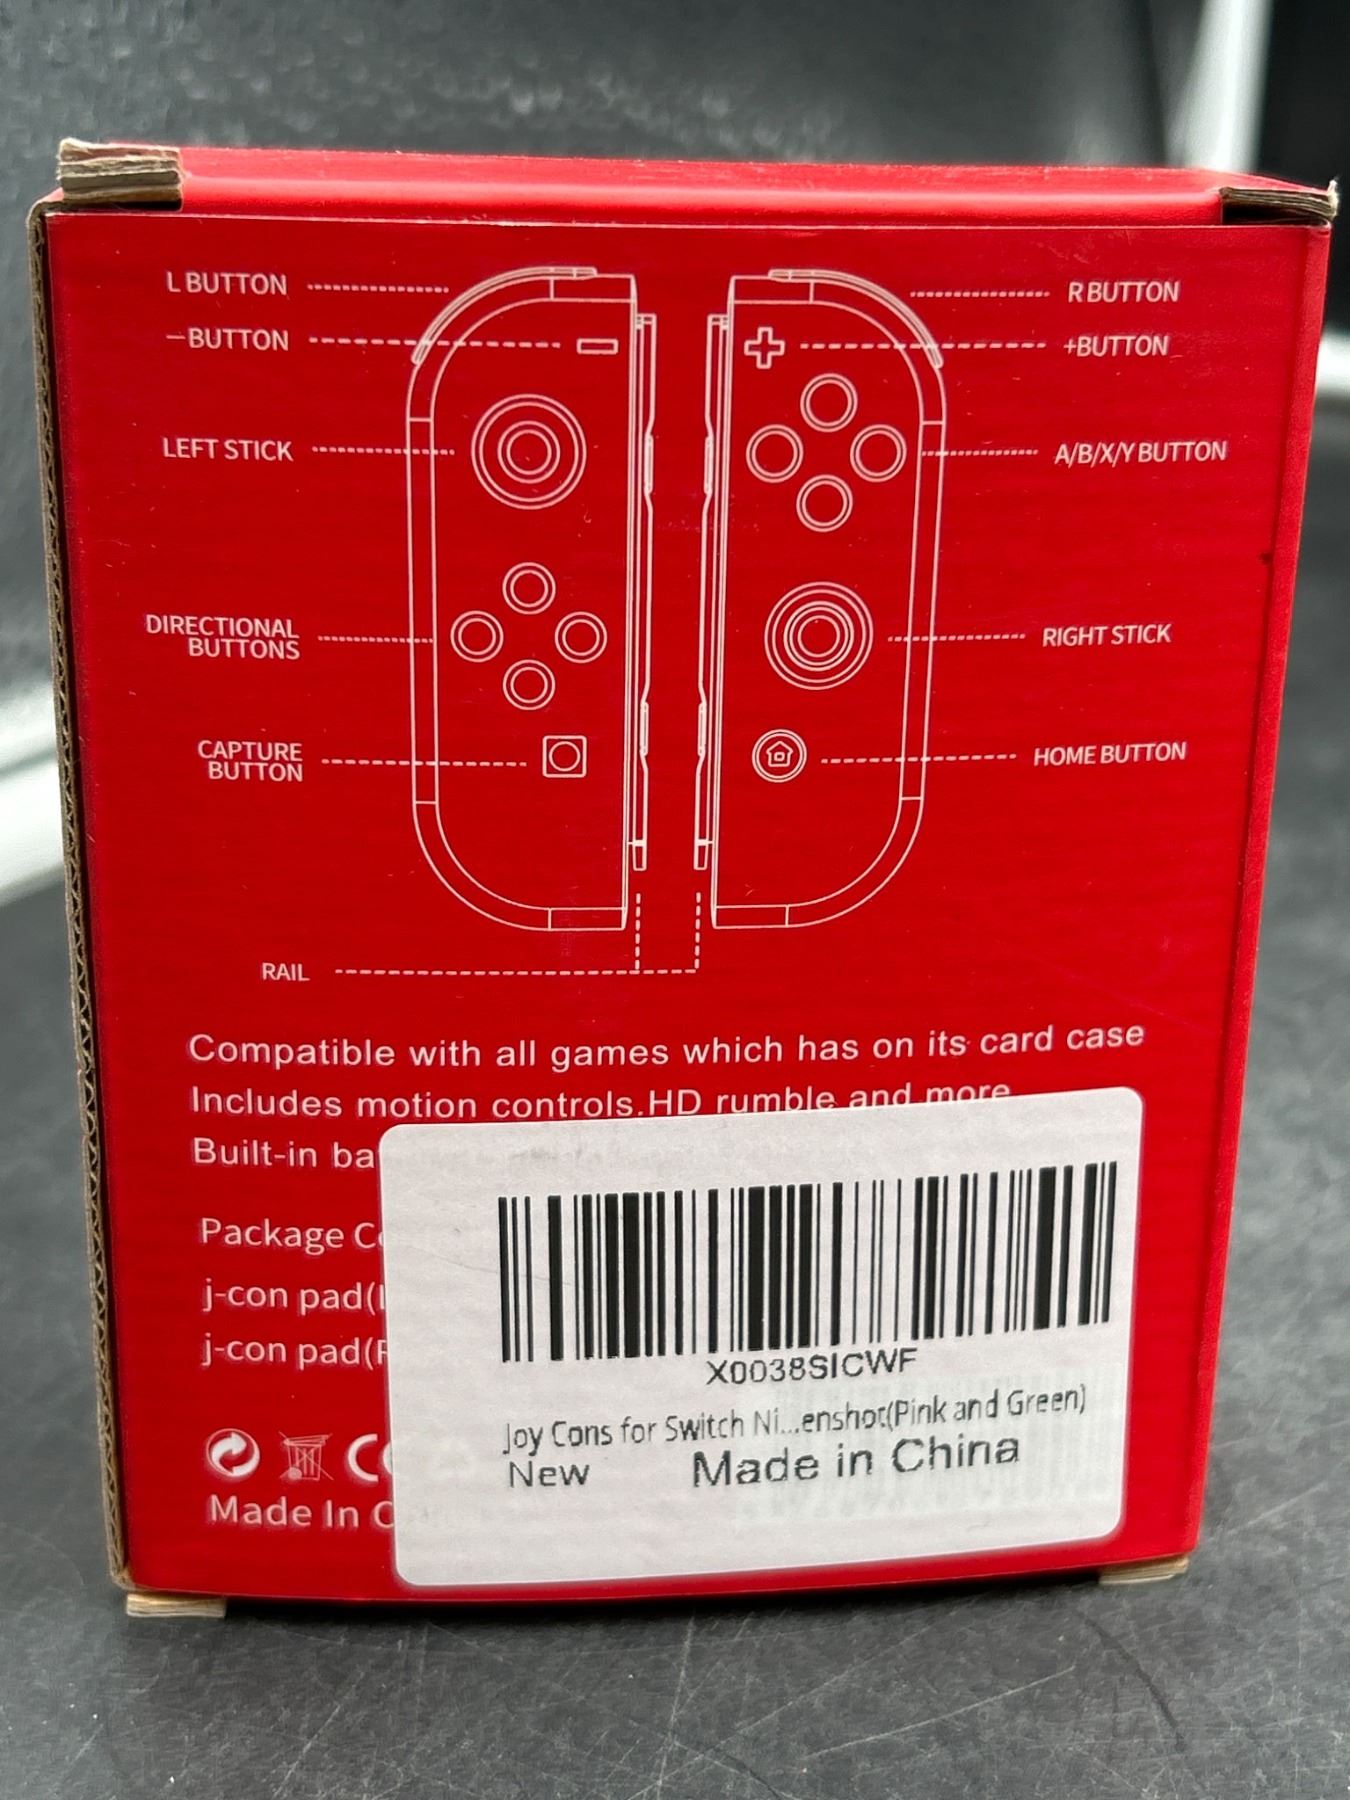 L BUTTON
R BUTTON
—BUTTON
+BUTTON
LEFT STICK
A/B/X/Y BUTTON
DIRECTIONAL
BUTTONS
RIGHT STICK
CAPTURE
BUTTON
HOME BUTTON
RAIL
Compatible with all games which has on its card case
Includes motion controls.HD rumble and more
Built-in
Package
j-con pad
j-con pad
Made In
X0038SICWF
Joy Cons for Switch Ni...enshot(Pink and Green)
New Made in China